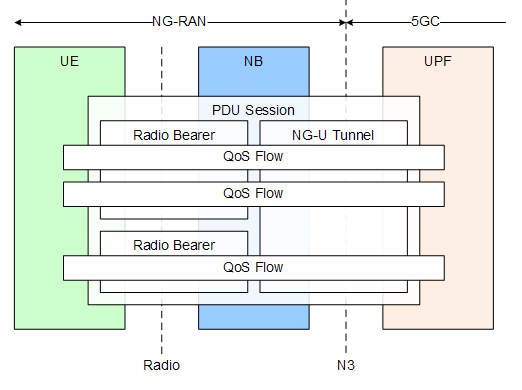 NG-RAN
5GC
UE
NB
UPF
PDU Session
Radio Bearer
NG-U Tunnel
QoS Flow
QoS Flow
Radio Bearer
QoS Flow
Radio
N3